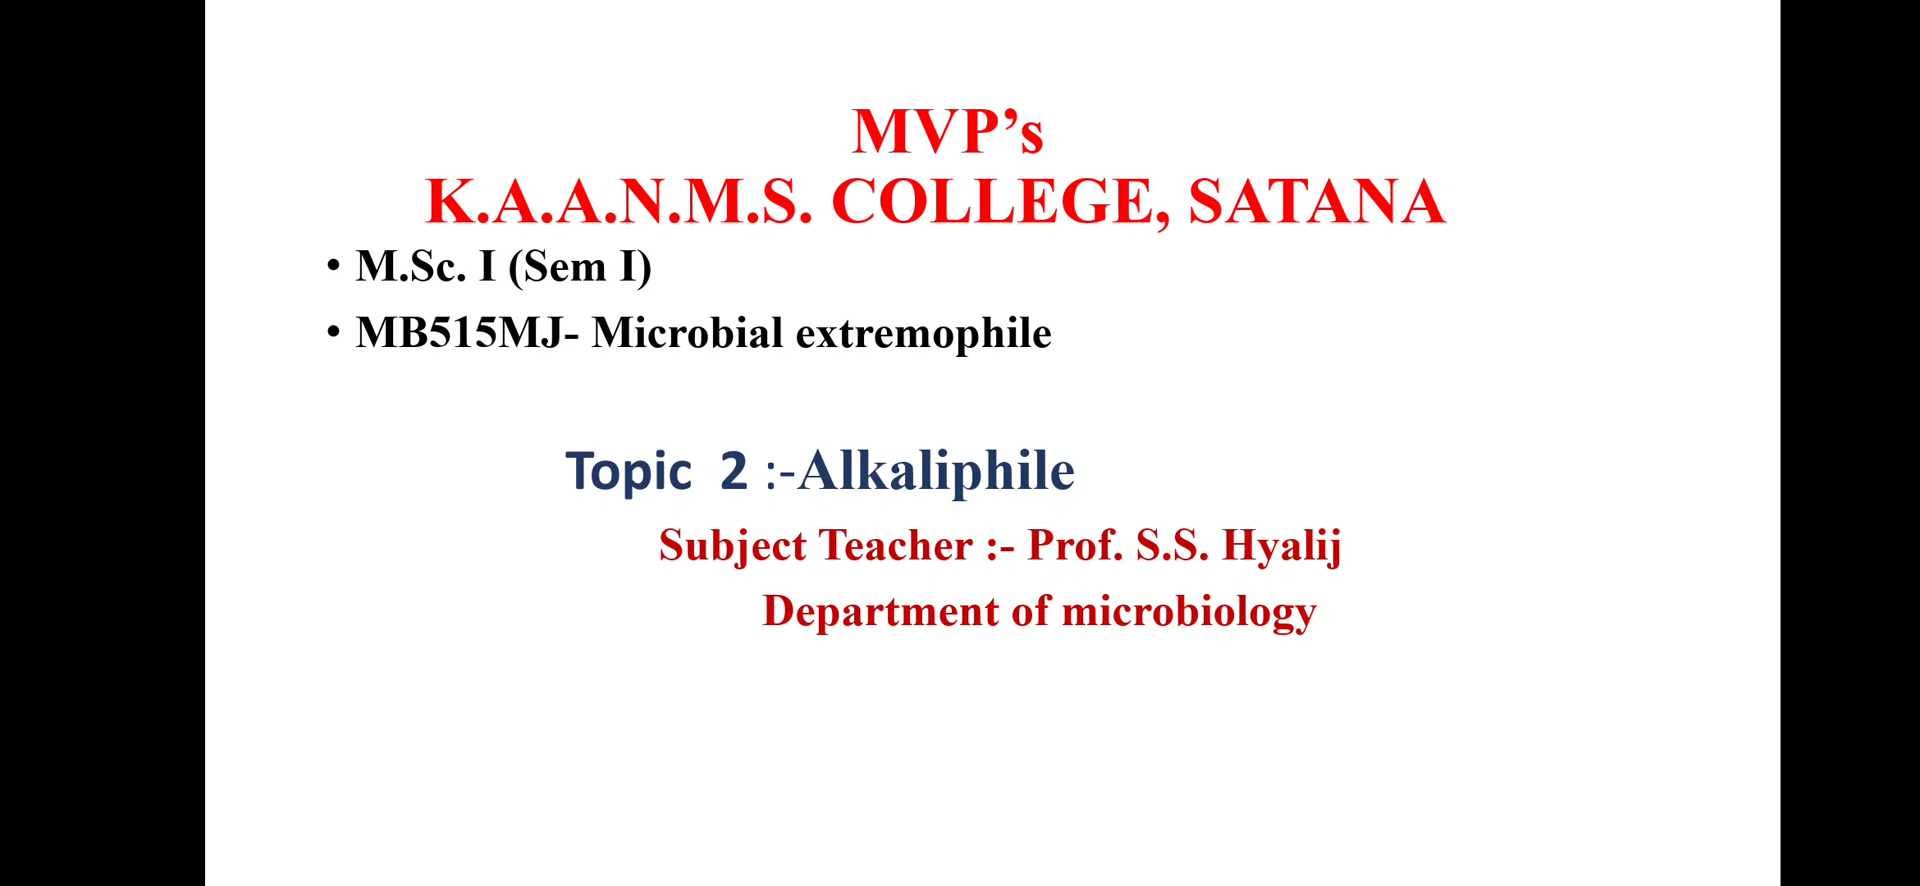 MVP’s
K.A.A.N.M.S. COLLEGE, SATANA
• M.Sc. I (Sem I)
• MB515MJ- Microbial extremophile
Topic 2 :-Alkaliphile
Subject Teacher :- Prof. S.S. Hyalij
Department of microbiology